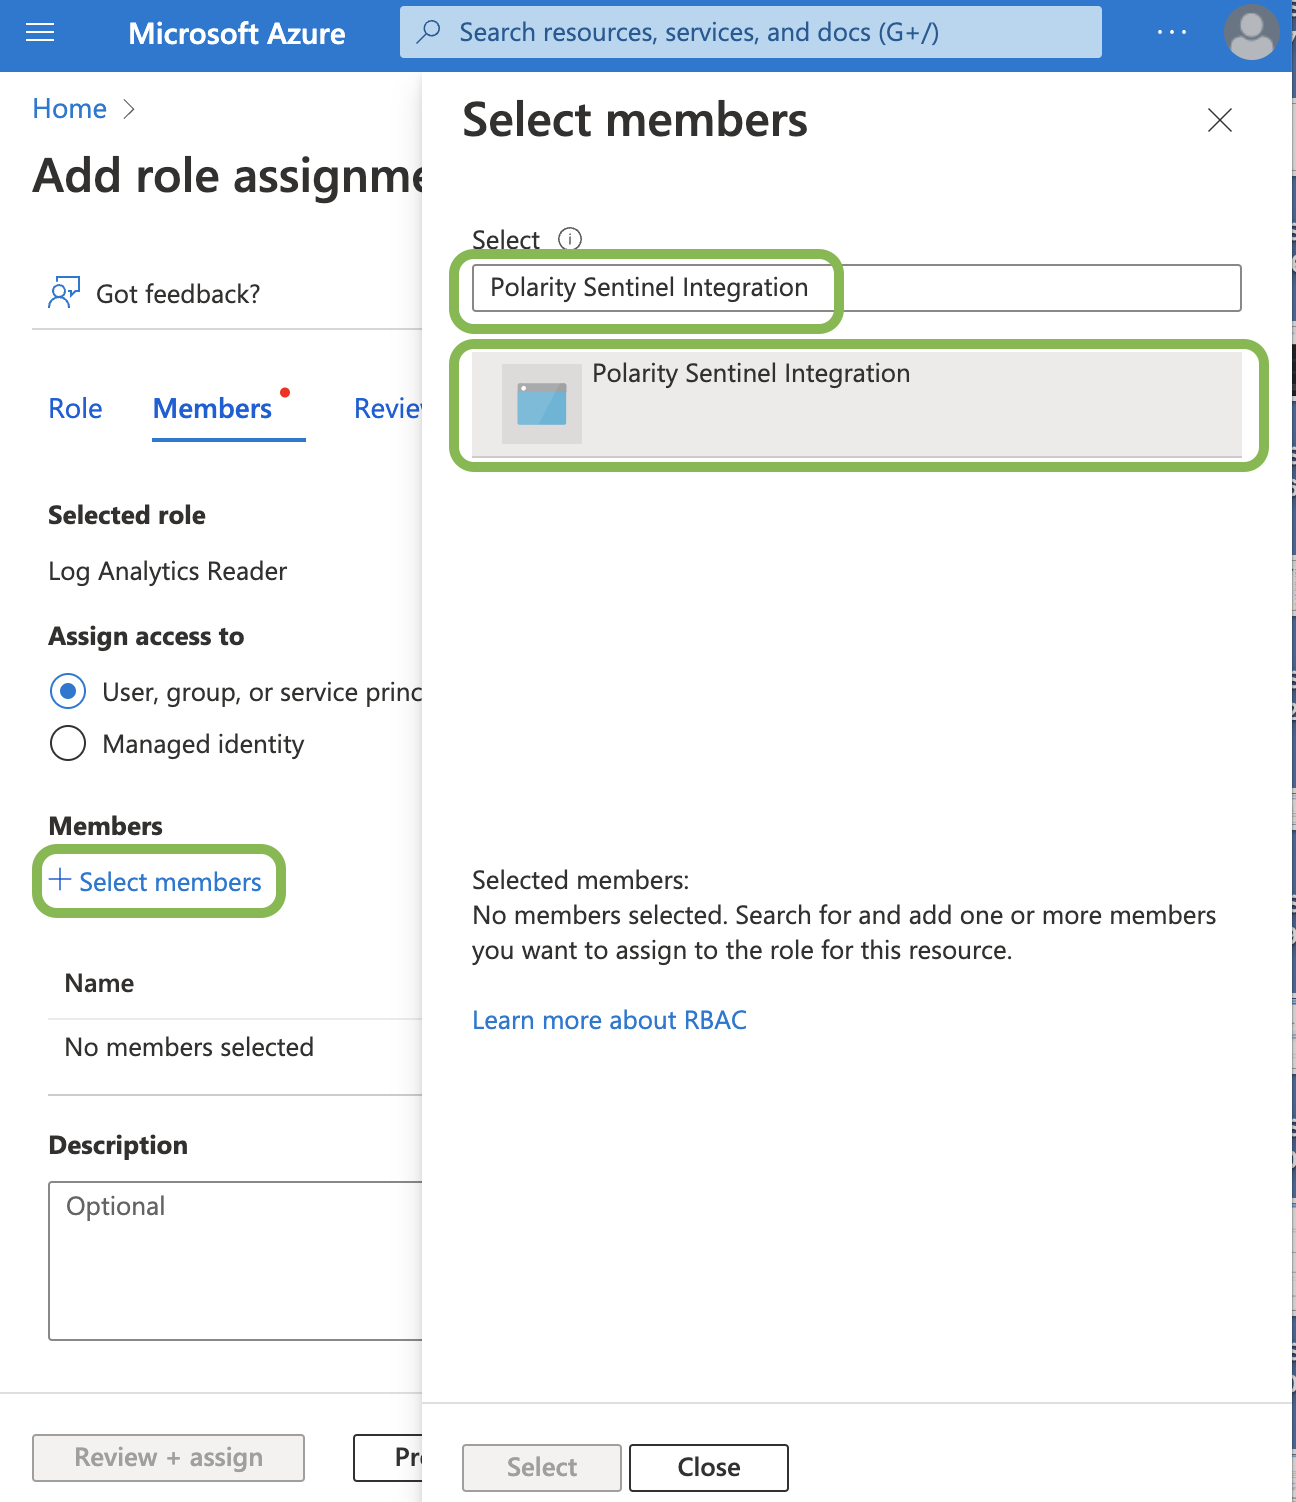 Microsoft Azure
Search resources, services, and docs (G+/)
Home
Add role assignme
Got feedback?
Role
Members
Selected role
Log Analytics Reader
Assign access to
User, group, or service princ
Managed identity
Members
+ Select members
Name
No members selected
Description
Optional
Review + assign
Select members
Select
Polarity Sentinel Integration
Polarity Sentinel Integration
Selected members:
No members selected. Search for and add one or more members
you want to assign to the role for this resource.
Learn more about RBAC
Select
Close